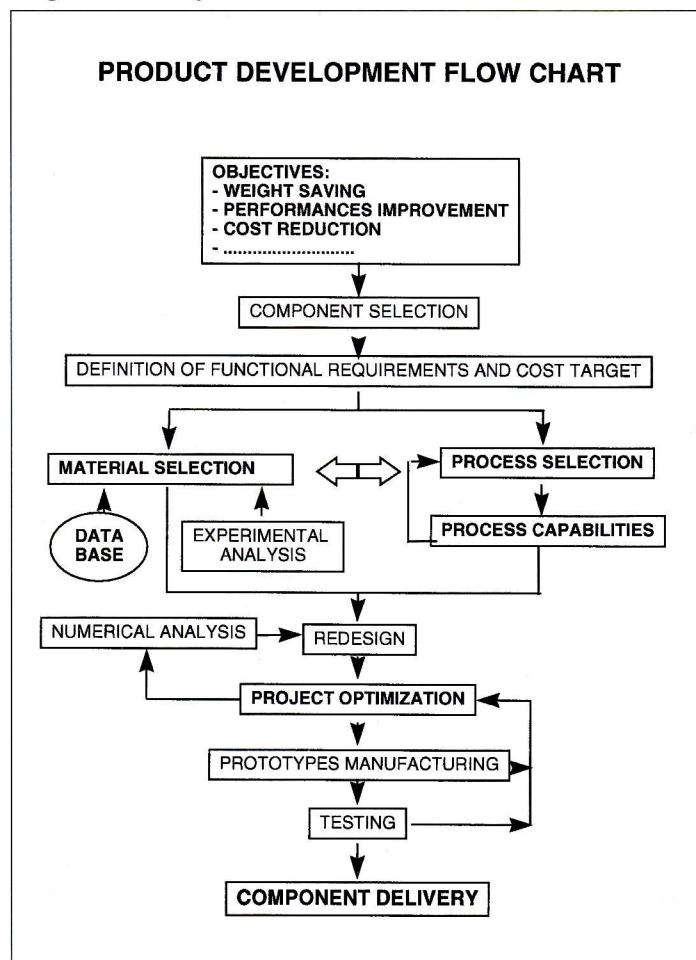 PRODUCT DEVELOPMENT FLOW CHART
OBJECTIVES:
- WEIGHT SAVING
- PERFORMANCES IMPROVEMENT
- COST REDUCTION
- ...........................
COMPONENT SELECTION
DEFINITION OF FUNCTIONAL REQUIREMENTS AND COST TARGET
MATERIAL SELECTION
PROCESS SELECTION
DATA
BASE
EXPERIMENTAL
ANALYSIS
PROCESS CAPABILITIES
NUMERICAL ANALYSIS
REDESIGN
PROJECT OPTIMIZATION
PROTOTYPES MANUFACTURING
TESTING
COMPONENT DELIVERY